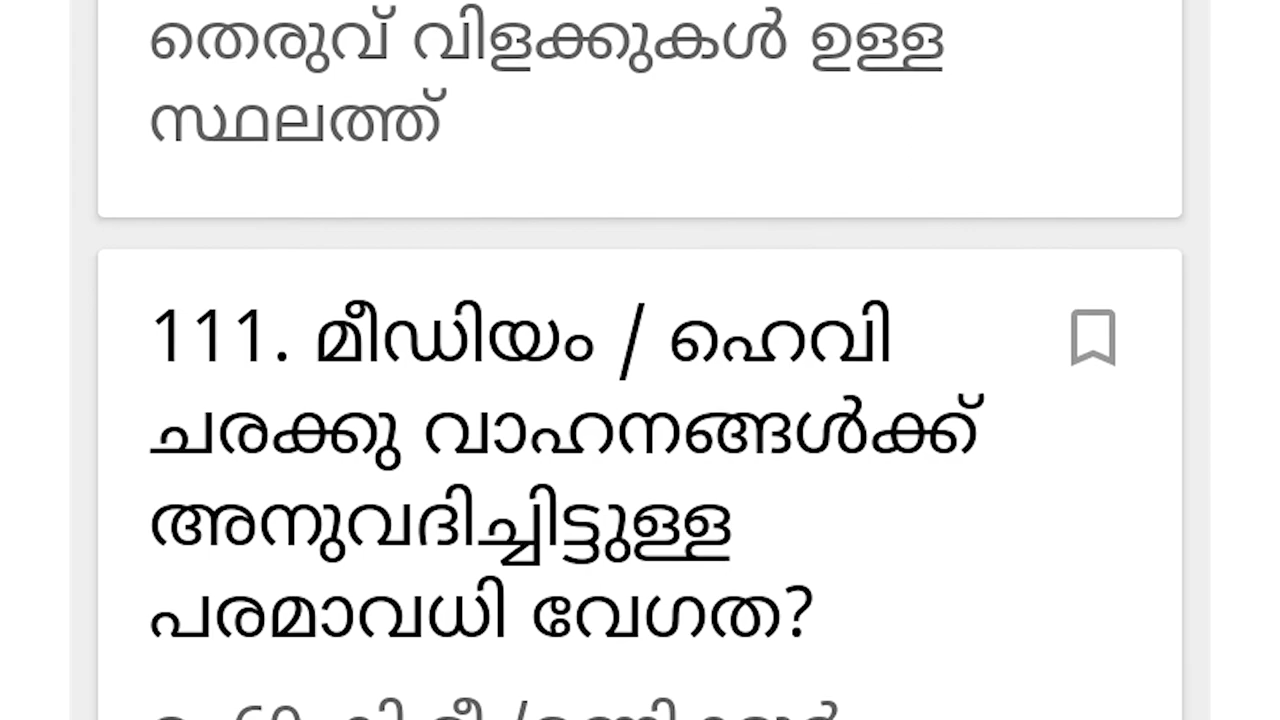 തെരുവ് വിളക്കുകൾ ഉള്ള
സ്ഥലത്ത്
111. മീഡിയം / ഹെവി
ചരക്കു വാഹനങ്ങൾക്ക്
അനുവദിച്ചിട്ടുള്ള
പരമാവധി വേഗത?